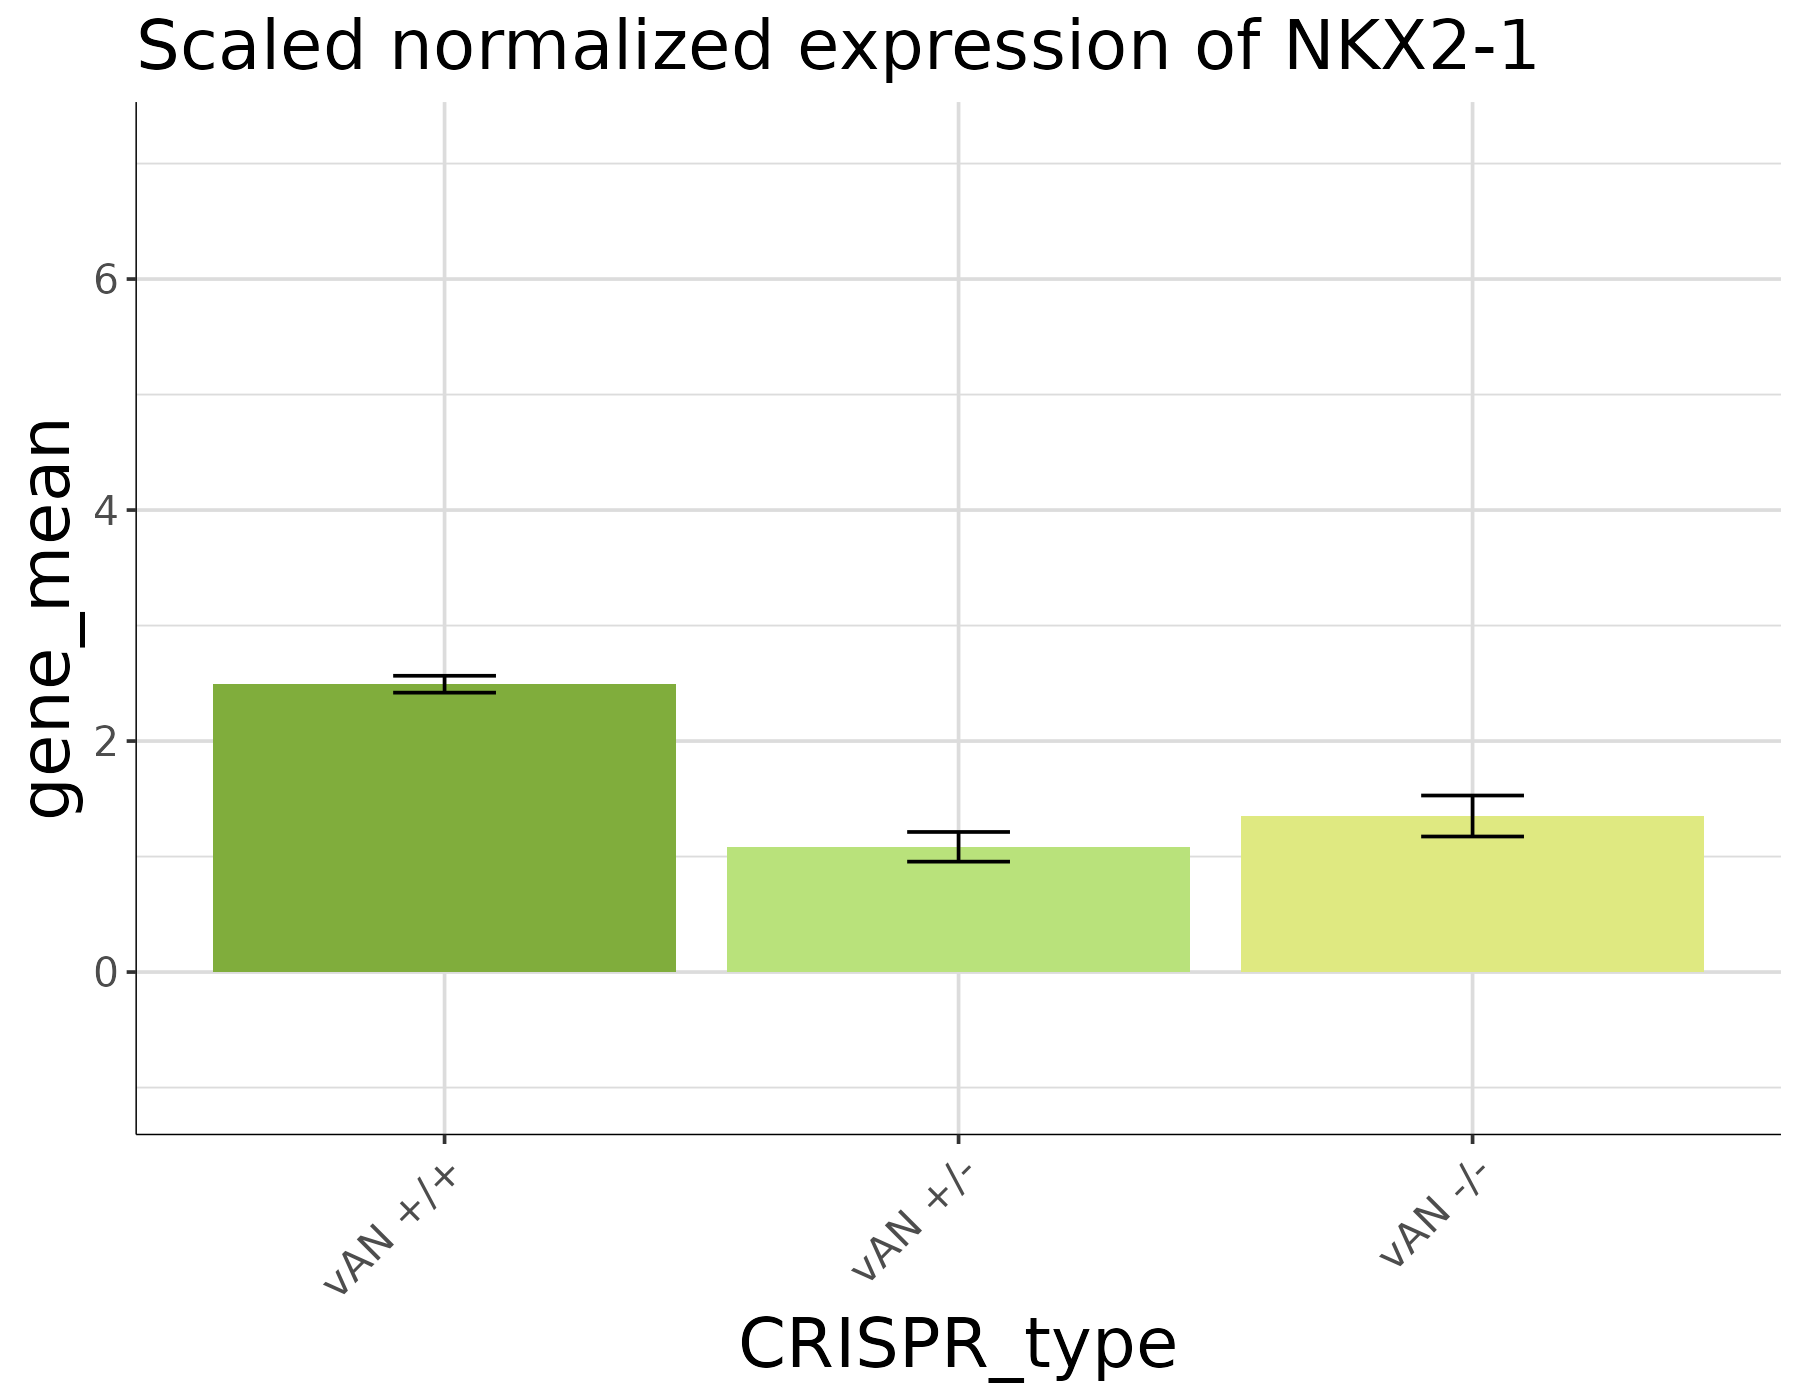 Scaled normalized expression of NKX2-1
gene_mean
6
4
2
0
vAN +/+
vAN +/-
vAN -/-
CRISPR_type